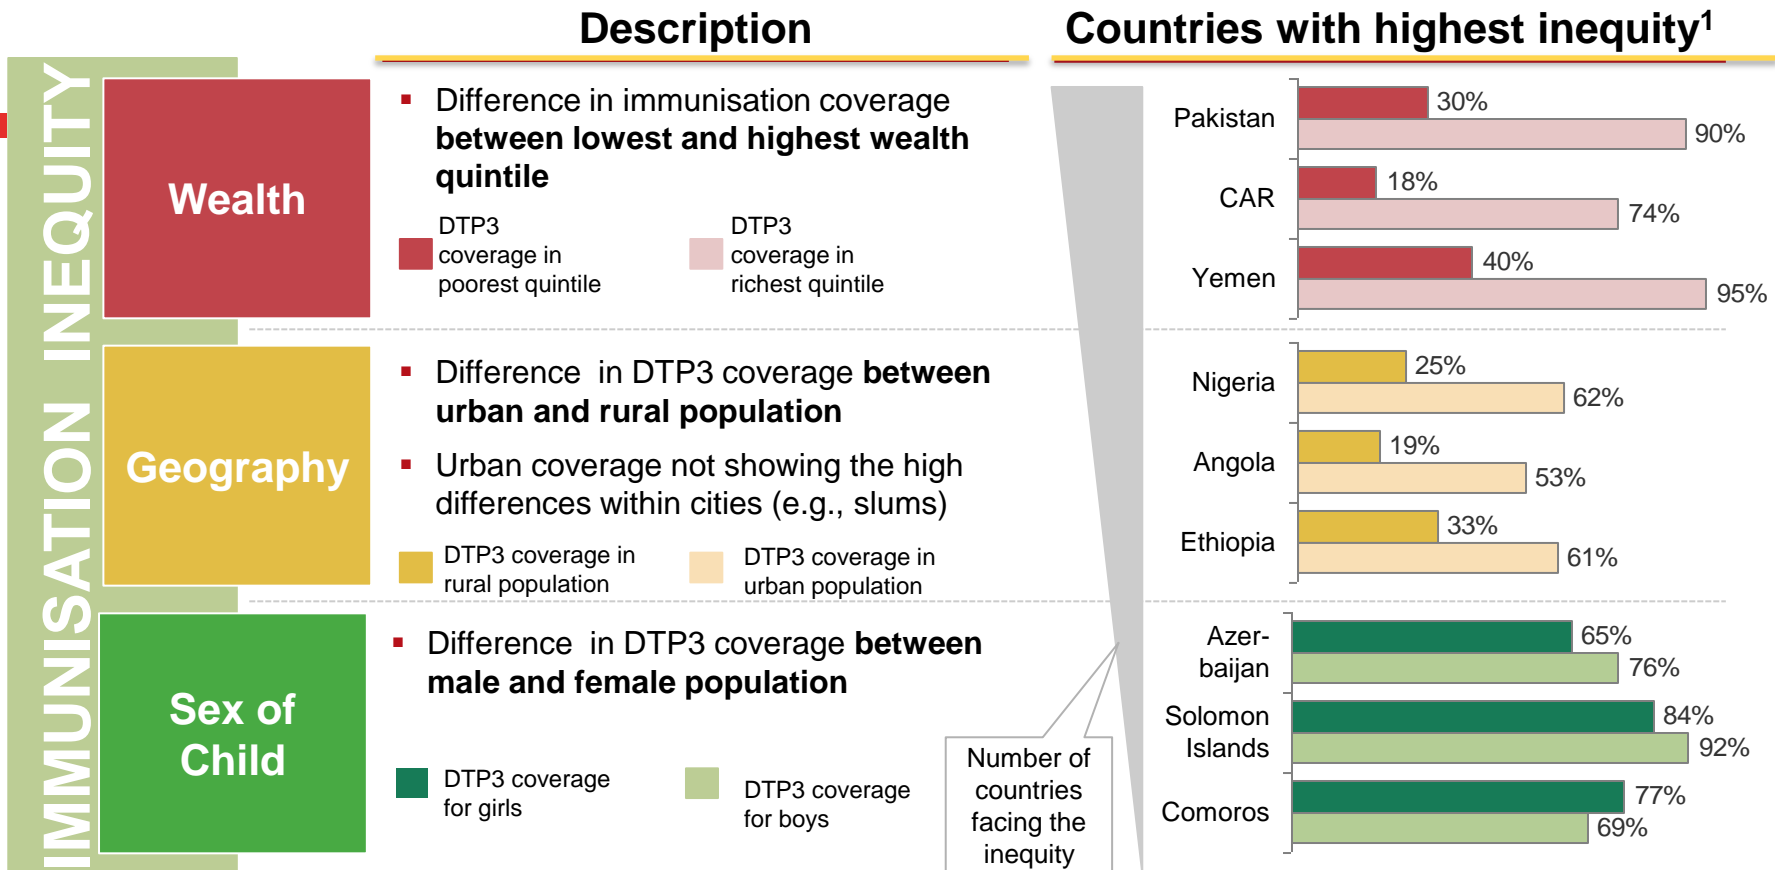 Description
Countries with highest inequity¹
IMMUNISATION INEQUITY
Wealth
▪ Difference in immunisation coverage
between lowest and highest wealth
quintile
DTP3
coverage in
poorest quintile
DTP3
coverage in
richest quintile
Pakistan
30%
90%
CAR
18%
74%
Yemen
40%
95%
Geography
▪ Difference in DTP3 coverage between
urban and rural population
▪ Urban coverage not showing the high
differences within cities (e.g., slums)
DTP3 coverage in
rural population
DTP3 coverage in
urban population
Nigeria
25%
62%
Angola
19%
53%
Ethiopia
33%
61%
Sex of
Child
▪ Difference in DTP3 coverage between
male and female population
DTP3 coverage
for girls
DTP3 coverage
for boys
Number of
countries
facing the
inequity
Azer-
baijan
65%
76%
Solomon
Islands
84%
92%
Comoros
77%
69%